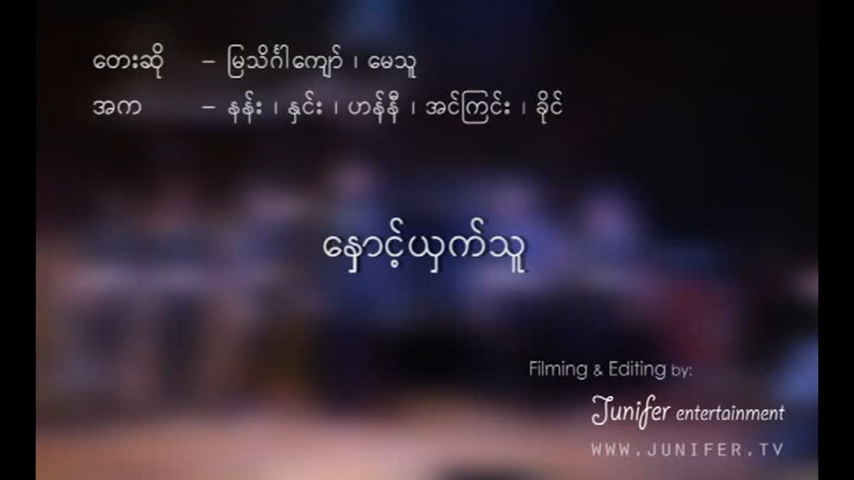 တေးဆို – မြသိင်္ဂါကျော် ၊ မေသူ
အက – နန်း ၊ နှင်း ၊ ဟန်နီ ၊ အင်ကြင်း ၊ ခိုင်
နှောင့်ယှက်သူ
Filming & Editing by:
Junifer entertainment
WWW.JUNIFER.TV